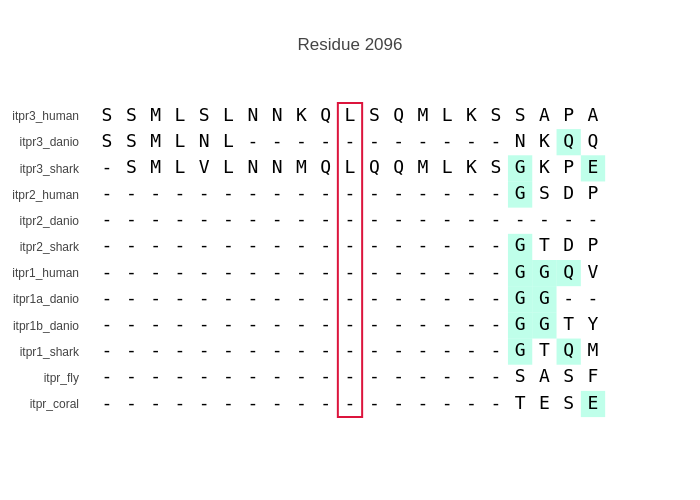 Residue 2096
itpr3_human S S M L S L N N K Q L S Q M L K S S A P A
itpr3_danio S S M L N L - - - - - - - - - - - N K Q Q
itpr3_shark - S M L V L N N M Q L Q Q M L K S G K P E
itpr2_human - - - - - - - - - - - - - - - - - G S D P
itpr2_danio - - - - - - - - - - - - - - - - - - - - -
itpr2_shark - - - - - - - - - - - - - - - - - G T D P
itpr1_human - - - - - - - - - - - - - - - - - G G Q V
itpr1a_danio - - - - - - - - - - - - - - - - - G G - -
itpr1b_danio - - - - - - - - - - - - - - - - - G G T Y
itpr1_shark - - - - - - - - - - - - - - - - - G T Q M
itpr_fly - - - - - - - - - - - - - - - - - S A S F
itpr_coral - - - - - - - - - - - - - - - - - T E S E